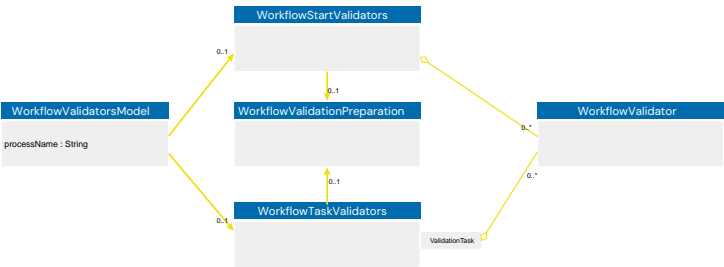 WorkflowStartValidators
0..1
0..1
WorkflowValidatorsModel
WorkflowValidationPreparation
WorkflowValidator
processName : String
0..*
0..*
0..1
WorkflowTaskValidators
0..1
ValidationTask